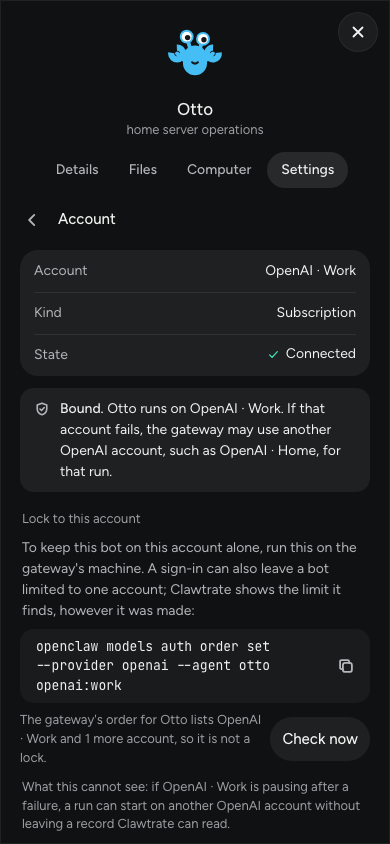 Otto
home server operations
Details Files Computer Settings
Account
Account OpenAI · Work
Kind Subscription
State Connected
Bound. Otto runs on OpenAI · Work. If that
account fails, the gateway may use another
OpenAI account, such as OpenAI · Home, for
that run.
Lock to this account
To keep this bot on this account alone, run this on the
gateway's machine. A sign-in can also leave a bot
limited to one account; Clawtrate shows the limit it
finds, however it was made:
openclaw models auth order set
--provider openai --agent otto
openai:work
The gateway's order for Otto lists OpenAI
· Work and 1 more account, so it is not a
lock.
Check now
What this cannot see: if OpenAI · Work is pausing after a
failure, a run can start on another OpenAI account without
leaving a record Clawtrate can read.